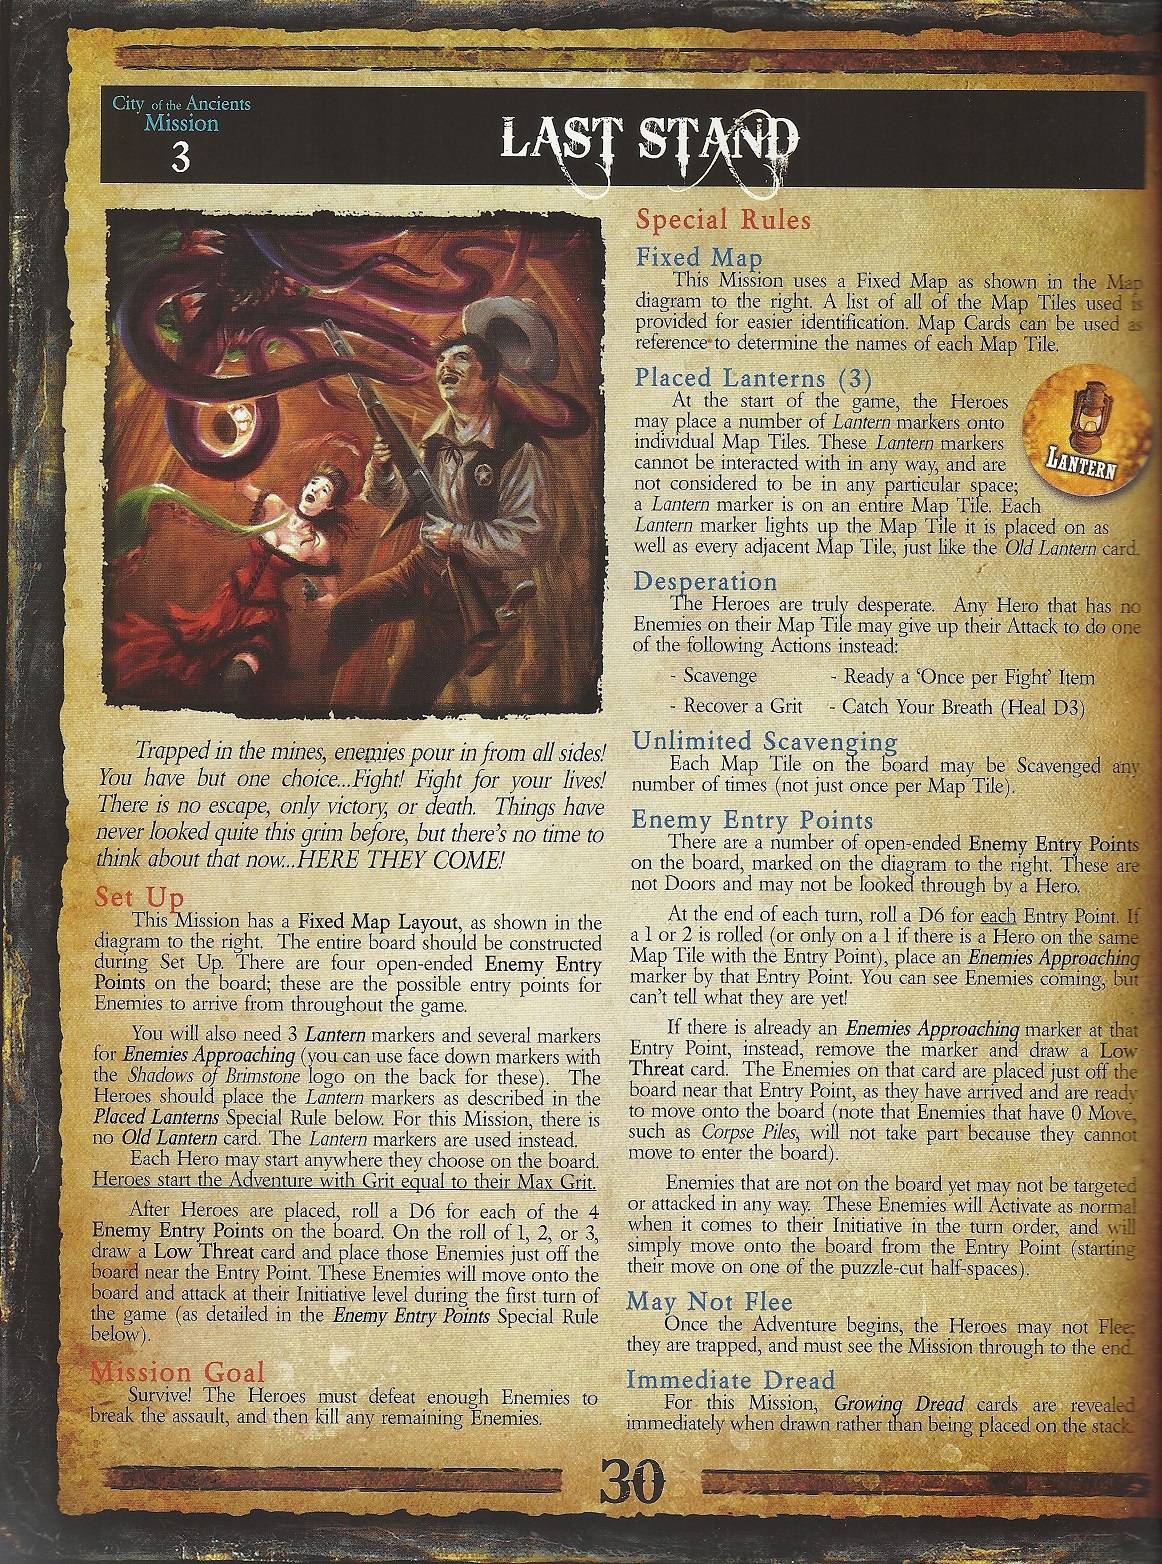 City of the Ancients
Mission
3
LAST STAND
Trapped in the mines, enemies pour in from all sides!
You have but one choice...Fight! Fight for your lives!
There is no escape, only victory, or death. Things have
never looked quite this grim before, but there's no time to
think about that now...HERE THEY COME!
Set Up
This Mission has a Fixed Map Layout, as shown in the
diagram to the right. The entire board should be constructed
during Set Up. There are four open-ended Enemy Entry
Points on the board; these are the possible entry points for
Enemies to arrive from throughout the game.
You will also need 3 Lantern markers and several markers
for Enemies Approaching (you can use face down markers with
the Shadows of Brimstone logo on the back for these). The
Heroes should place the Lantern markers as described in the
Placed Lanterns Special Rule below. For this Mission, there is
no Old Lantern card. The Lantern markers are used instead.
Each Hero may start anywhere they choose on the board.
Heroes start the Adventure with Grit equal to their Max Grit.
After Heroes are placed, roll a D6 for each of the 4
Enemy Entry Points on the board. On the roll of 1, 2, or 3,
draw a Low Threat card and place those Enemies just off the
board near the Entry Point. These Enemies will move onto the
board and attack at their Initiative level during the first turn of
the game (as detailed in the Enemy Entry Points Special Rule
below).
Mission Goal
Survive! The Heroes must defeat enough Enemies to
break the assault, and then kill any remaining Enemies.
Special Rules
Fixed Map
This Mission uses a Fixed Map as shown in the Map
diagram to the right. A list of all of the Map Tiles used is
provided for easier identification. Map Cards can be used as
reference to determine the names of each Map Tile.
Placed Lanterns (3)
At the start of the game, the Heroes
may place a number of Lantern markers onto
individual Map Tiles. These Lantern markers
cannot be interacted with in any way, and are
not considered to be in any particular space;
a Lantern marker is on an entire Map Tile. Each
Lantern marker lights up the Map Tile it is placed on as
well as every adjacent Map Tile, just like the Old Lantern card.
LANTERN
Desperation
The Heroes are truly desperate. Any Hero that has no
Enemies on their Map Tile may give up their Attack to do one
of the following Actions instead:
- Scavenge - Ready a 'Once per Fight' Item
- Recover a Grit - Catch Your Breath (Heal D3)
Unlimited Scavenging
Each Map Tile on the board may be Scavenged any
number of times (not just once per Map Tile).
Enemy Entry Points
There are a number of open-ended Enemy Entry Points
on the board, marked on the diagram to the right. These are
not Doors and may not be looked through by a Hero.
At the end of each turn, roll a D6 for each Entry Point. If
a 1 or 2 is rolled (or only on a 1 if there is a Hero on the same
Map Tile with the Entry Point), place an Enemies Approaching
marker by that Entry Point. You can see Enemies coming, but
can't tell what they are yet!
If there is already an Enemies Approaching marker at that
Entry Point, instead, remove the marker and draw a Low
Threat card. The Enemies on that card are placed just off the
board near that Entry Point, as they have arrived and are ready
to move onto the board (note that Enemies that have 0 Move,
such as Corpse Piles, will not take part because they cannot
move to enter the board).
Enemies that are not on the board yet may not be targeted
or attacked in any way. These Enemies will Activate as normal
when it comes to their Initiative in the turn order, and will
simply move onto the board from the Entry Point (starting
their move on one of the puzzle-cut half-spaces).
May Not Flee
Once the Adventure begins, the Heroes may not Flee;
they are trapped, and must see the Mission through to the end.
Immediate Dread
For this Mission, Growing Dread cards are revealed
immediately when drawn rather than being placed on the stack.
30